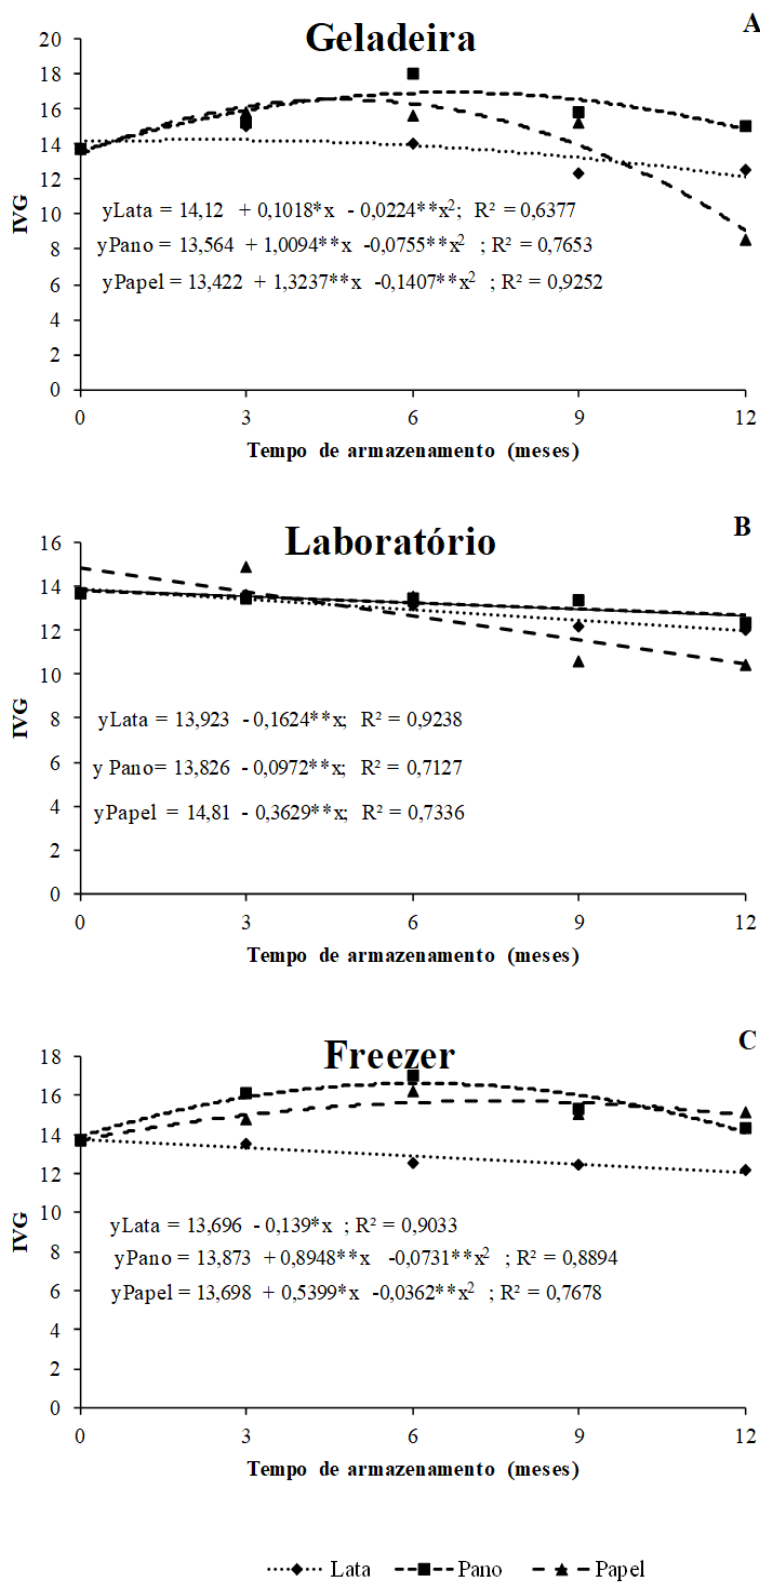 A
Geladeira
20
18
16
14
12
10
8
6
4
2
0
IVG
yLata = 14,12 + 0,1018*x - 0,0224**x²; R² = 0,6377
yPano = 13,564 + 1,0094**x -0,0755**x² ; R² = 0,7653
yPapel = 13,422 + 1,3237**x -0,1407**x² ; R² = 0,9252
0 3 6 9 12
Tempo de armazenamento (meses)
B
Laboratório
16
14
12
10
8
6
4
2
0
IVG
yLata = 13,923 - 0,1624**x; R² = 0,9238
y Pano= 13,826 - 0,0972**x; R² = 0,7127
yPapel = 14,81 - 0,3629**x; R² = 0,7336
0 3 6 9 12
Tempo de armazenamento (meses)
C
Freezer
18
16
14
12
10
8
6
4
2
0
IVG
yLata = 13,696 - 0,139*x ; R² = 0,9033
yPano = 13,873 + 0,8948**x -0,0731**x² ; R² = 0,8894
yPapel = 13,698 + 0,5399*x -0,0362**x² ; R² = 0,7678
0 3 6 9 12
Tempo de armazenamento (meses)
Lata Pano Papel